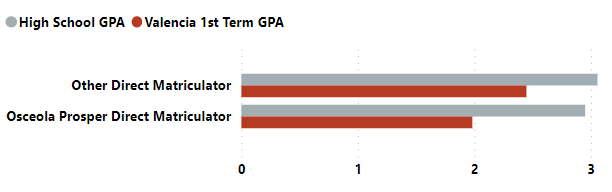 High School GPA Valencia 1st Term GPA
Other Direct Matriculator
Osceola Prosper Direct Matriculator
0 1 2 3